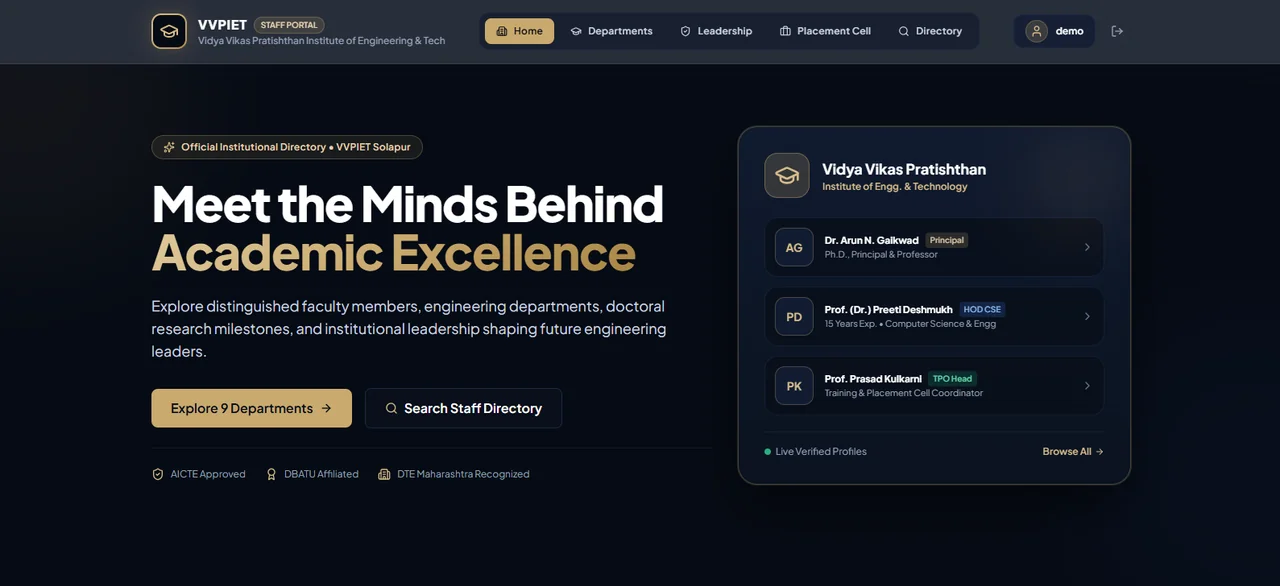 VVPIET STAFF PORTAL
Vidya Vikas Pratishthan Institute of Engineering & Tech
Home
Departments
Leadership
Placement Cell
Directory
demo
Official Institutional Directory • VVPIET Solapur
Meet the Minds Behind
Academic Excellence
Explore distinguished faculty members, engineering departments, doctoral
research milestones, and institutional leadership shaping future engineering
leaders.
Explore 9 Departments →
Search Staff Directory
AICTE Approved
DBATU Affiliated
DTE Maharashtra Recognized
Vidya Vikas Pratishthan
Institute of Engg. & Technology
AG
Dr. Arun N. Gaikwad Principal
Ph.D., Principal & Professor
PD
Prof. (Dr.) Preeti Deshmukh HOD CSE
15 Years Exp. • Computer Science & Engg
PK
Prof. Prasad Kulkarni TPO Head
Training & Placement Cell Coordinator
Live Verified Profiles
Browse All →